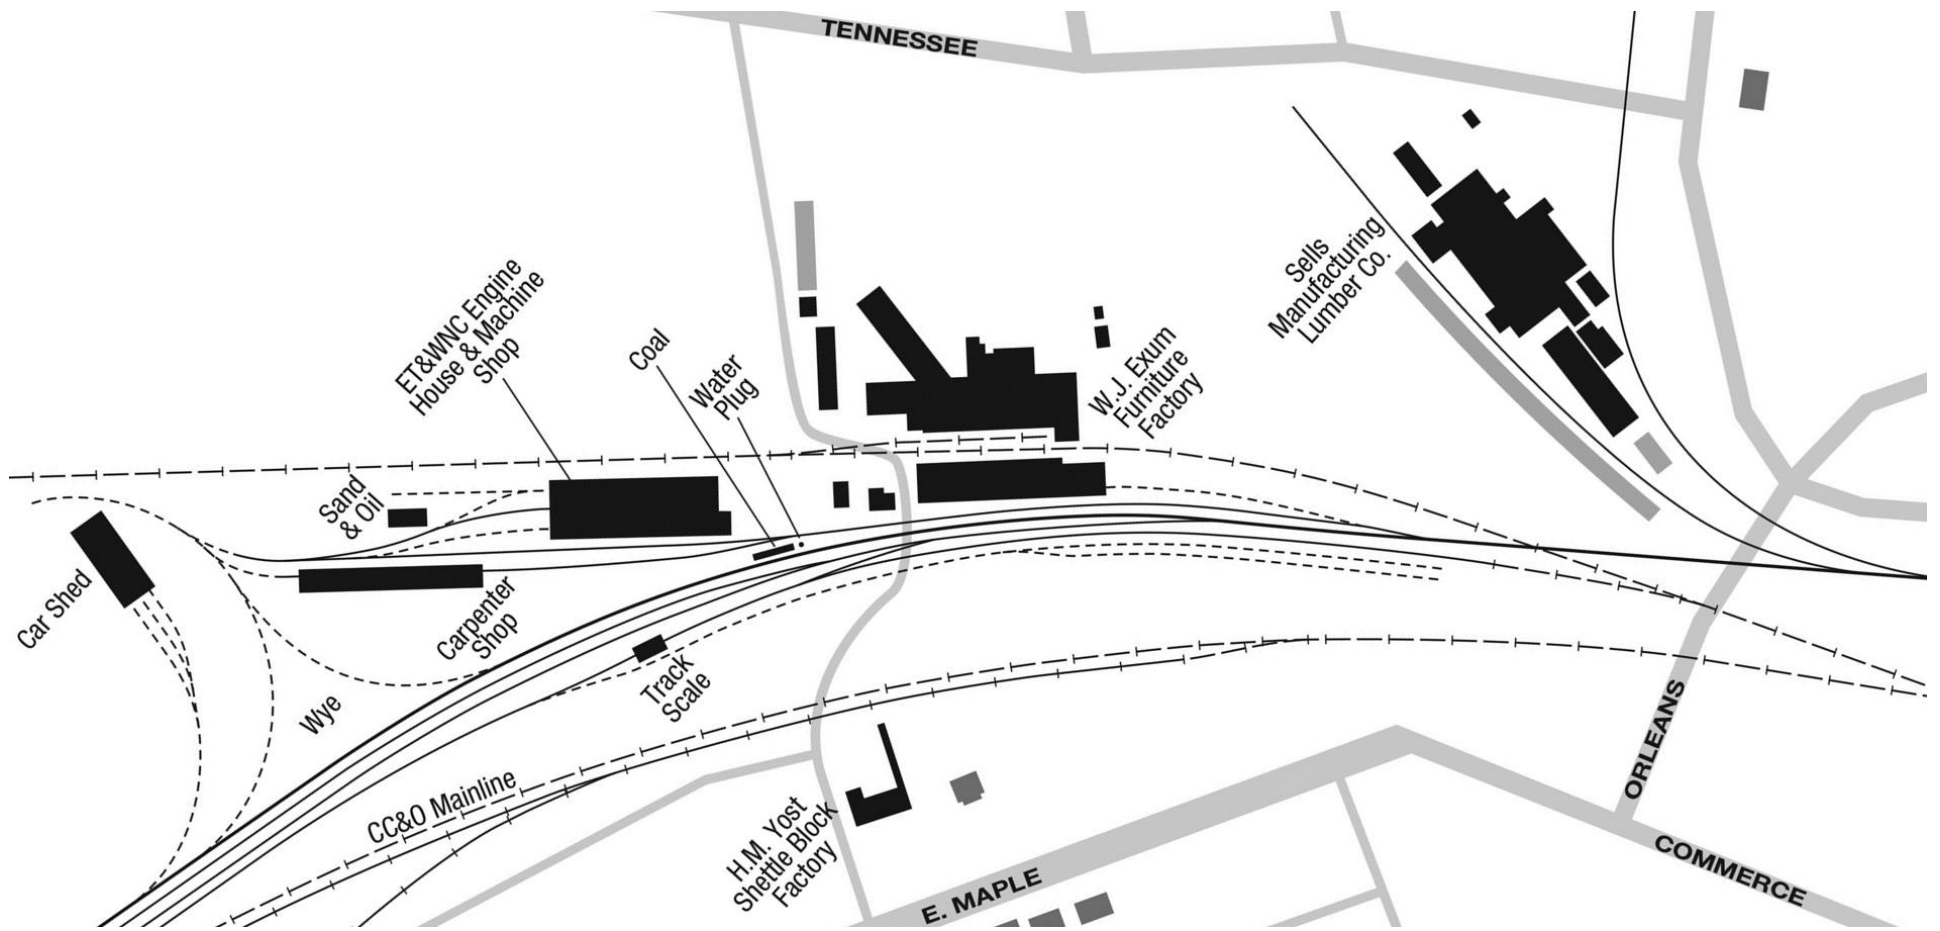 TENNESSEE
Sells
Manufacturing
Lumber Co.
ET&WNC Engine
House & Machine
Shop
Coal
Water
Plug
W.J. Exum
Furniture
Factory
Sand
& Oil
Car Shed
Carpenter
Shop
Track
Scale
Wye
CC&O Mainline
H.M. Yost
Shettle Block
Factory
E. MAPLE
ORLEANS
COMMERCE